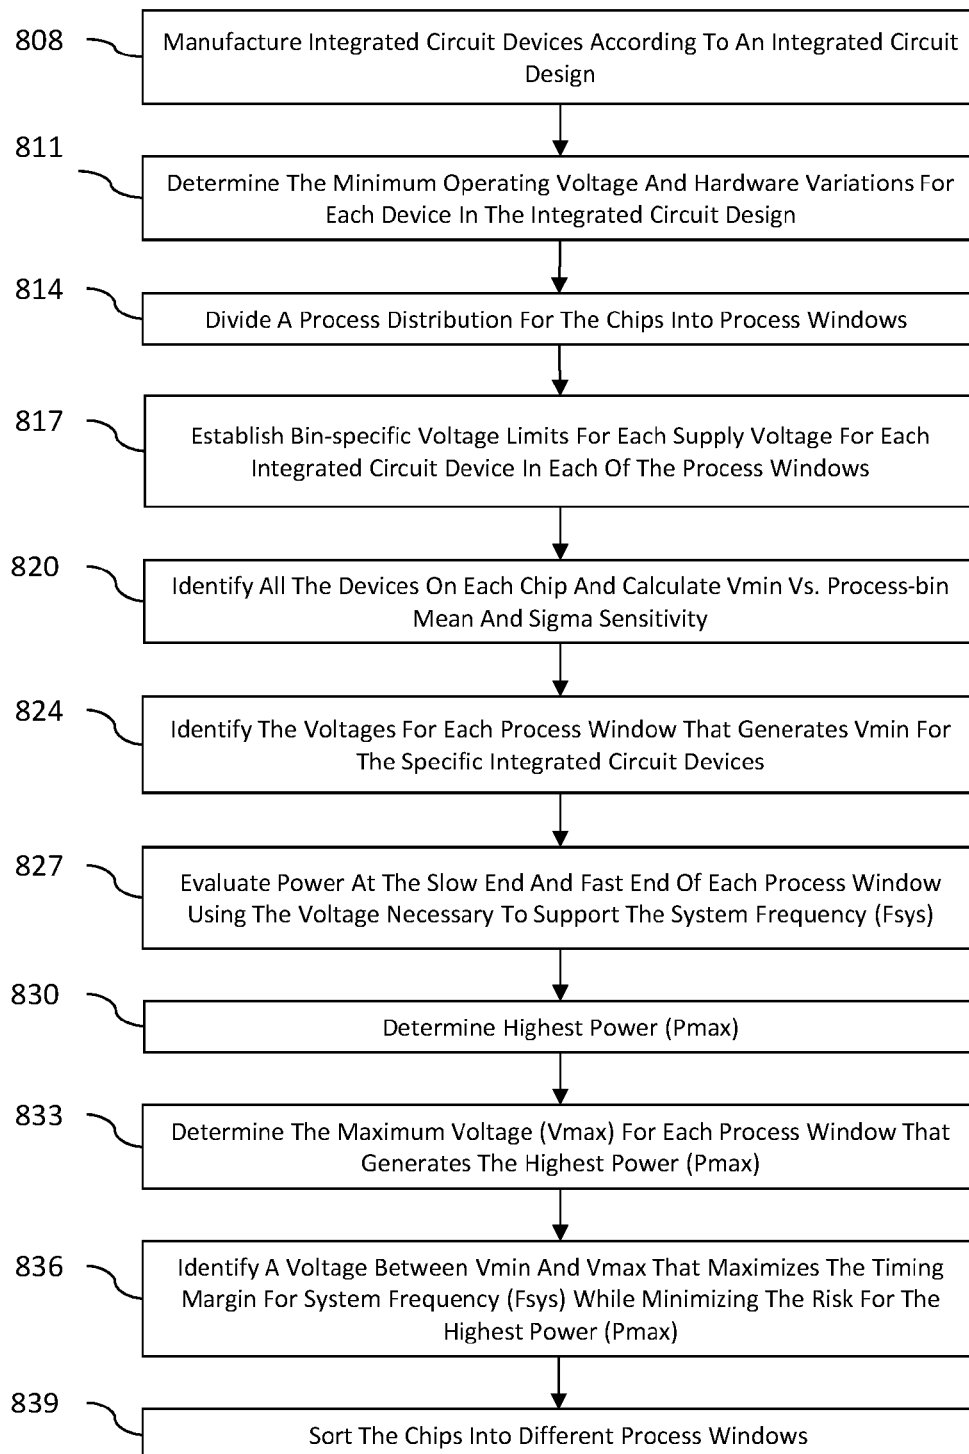 808
Manufacture Integrated Circuit Devices According To An Integrated Circuit
Design
811
Determine The Minimum Operating Voltage And Hardware Variations For
Each Device In The Integrated Circuit Design
814
Divide A Process Distribution For The Chips Into Process Windows
817
Establish Bin-specific Voltage Limits For Each Supply Voltage For Each
Integrated Circuit Device In Each Of The Process Windows
820
Identify All The Devices On Each Chip And Calculate Vmin Vs. Process-bin
Mean And Sigma Sensitivity
824
Identify The Voltages For Each Process Window That Generates Vmin For
The Specific Integrated Circuit Devices
827
Evaluate Power At The Slow End And Fast End Of Each Process Window
Using The Voltage Necessary To Support The System Frequency (Fsys)
830
Determine Highest Power (Pmax)
833
Determine The Maximum Voltage (Vmax) For Each Process Window That
Generates The Highest Power (Pmax)
836
Identify A Voltage Between Vmin And Vmax That Maximizes The Timing
Margin For System Frequency (Fsys) While Minimizing The Risk For The
Highest Power (Pmax)
839
Sort The Chips Into Different Process Windows